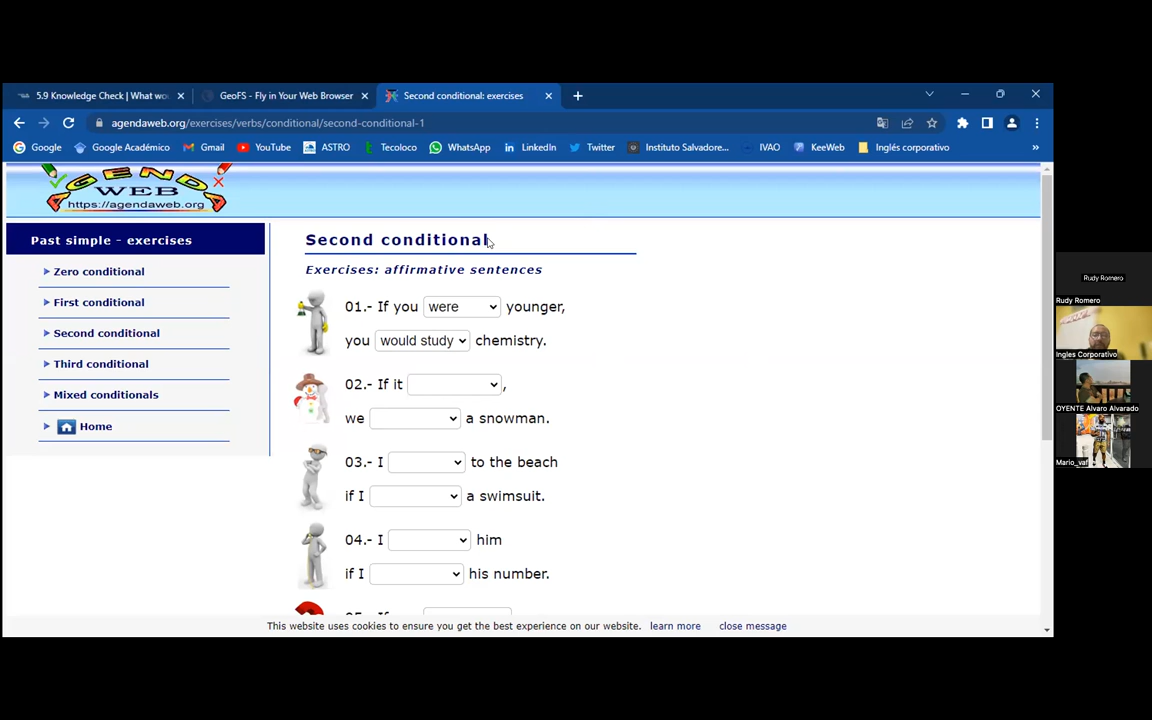 5.9 Knowledge Check | What wo
GeoFS - Fly in Your Web Browser
Second conditional: exercises
agendaweb.org/exercises/verbs/conditional/second-conditional-1
Google
Google Académico
Gmail
YouTube
ASTRO
Tecoloco
WhatsApp
LinkedIn
Twitter
Instituto Salvadore...
IVAO
KeeWeb
Inglés corporativo
»
AGENDA
WEB
https://agendaweb.org
Past simple - exercises
Zero conditional
First conditional
Second conditional
Third conditional
Mixed conditionals
Home
Second conditional
Exercises: affirmative sentences
01.- If you were younger,
you would study chemistry.
02.- If it ,
we a snowman.
03.- I to the beach
if I a swimsuit.
04.- I him
if I his number.
This website uses cookies to ensure you get the best experience on our website. learn more close message
Rudy Romero
Rudy Romero
Ingles Corporativo
OYENTE Alvaro Alvarado
Mario_vaf